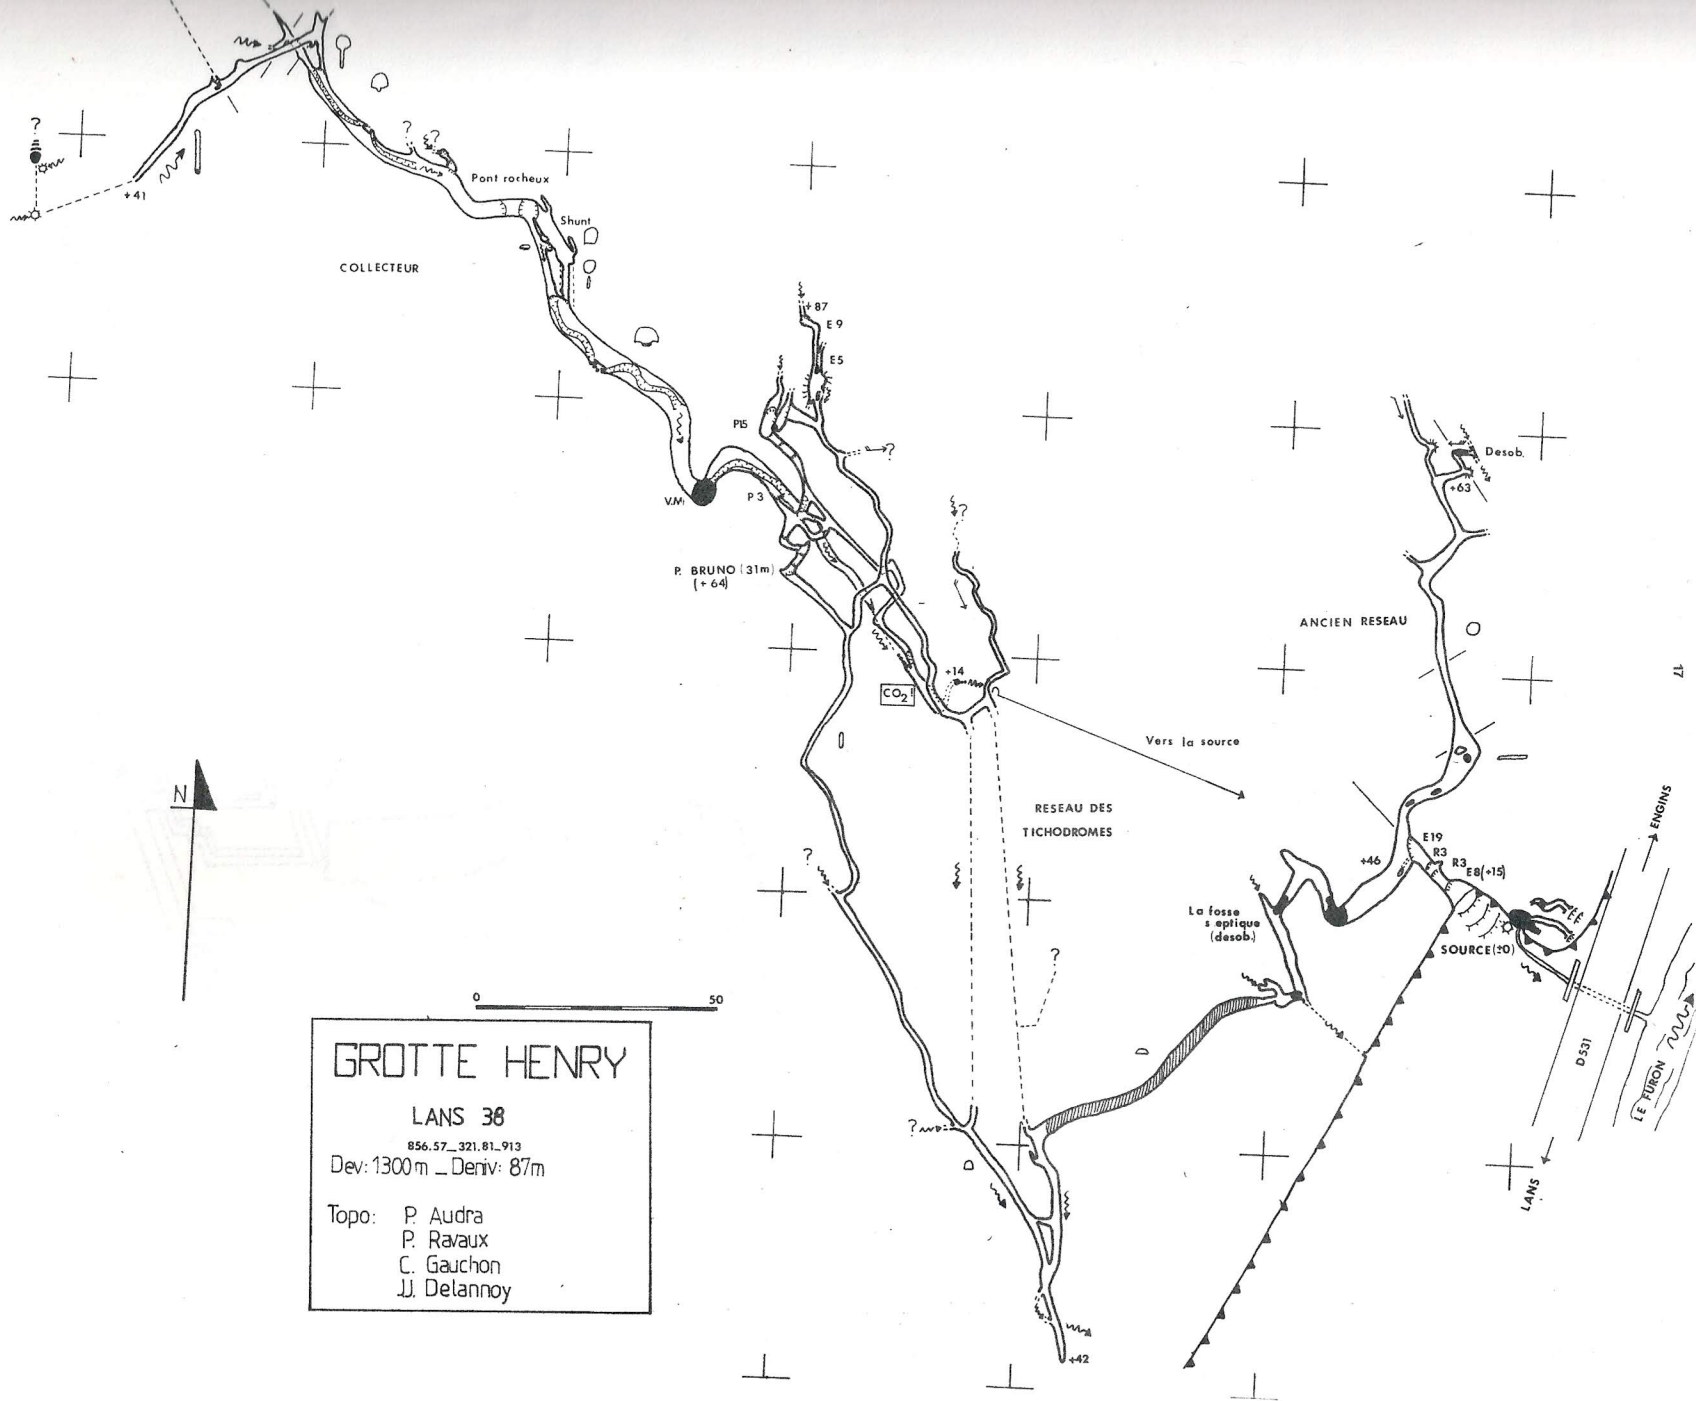 ?
+41
?
?
Pont rocheux
Shunt
COLLECTEUR
+87
E9
E5
P15
?
V.M.
P3
?
P. BRUNO (31m)
(+64)
+14
CO2!
Desob.
+63
ANCIEN RESEAU
17
Vers la source
RESEAU DES
TICHODROMES
N
?
E19
R3
R3
+46
E8(+15)
ENGINS
La fosse
septique
(desob.)
SOURCE(±0)
?
D531
LE FURON
LANS
0
50
?
+42
GROTTE HENRY
LANS 38
856.57_321.81_913
Dev: 1300m _ Deniv: 87m
Topo: P. Audra
P. Ravaux
C. Gauchon
JJ. Delannoy